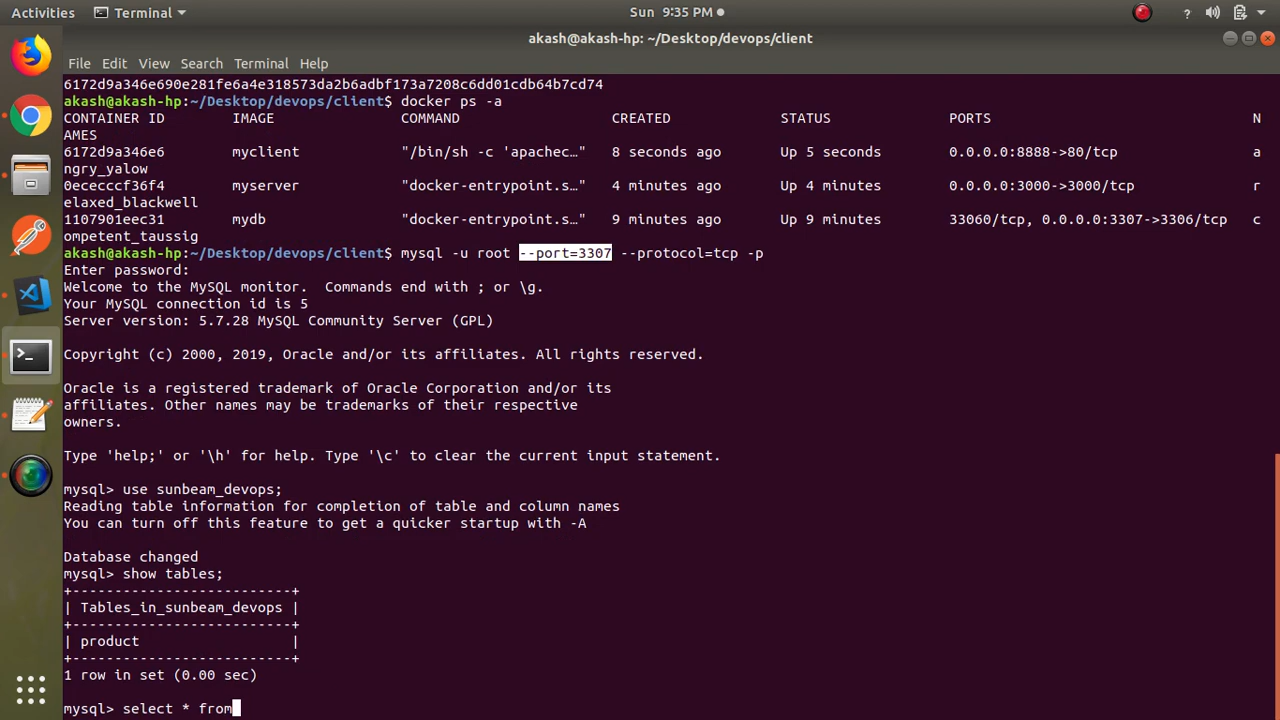 Activities Terminal Sun 9:35 PM ?
akash@akash-hp: ~/Desktop/devops/client
File Edit View Search Terminal Help
6172d9a346e690e281fe6a4e318573da2b6adbf173a7208c6dd01cdb64b7cd74
akash@akash-hp:~/Desktop/devops/client$ docker ps -a
CONTAINER ID IMAGE COMMAND CREATED STATUS PORTS N
AMES
6172d9a346e6 myclient "/bin/sh -c 'apachec…" 8 seconds ago Up 5 seconds 0.0.0.0:8888->80/tcp a
ngry_yalow
0ececccf36f4 myserver "docker-entrypoint.s…" 4 minutes ago Up 4 minutes 0.0.0.0:3000->3000/tcp r
elaxed_blackwell
1107901eec31 mydb "docker-entrypoint.s…" 9 minutes ago Up 9 minutes 33060/tcp, 0.0.0.0:3307->3306/tcp c
ompetent_taussig
akash@akash-hp:~/Desktop/devops/client$ mysql -u root --port=3307 --protocol=tcp -p
Enter password:
Welcome to the MySQL monitor.  Commands end with ; or \g.
Your MySQL connection id is 5
Server version: 5.7.28 MySQL Community Server (GPL)
Copyright (c) 2000, 2019, Oracle and/or its affiliates. All rights reserved.
Oracle is a registered trademark of Oracle Corporation and/or its
affiliates. Other names may be trademarks of their respective
owners.
Type 'help;' or '\h' for help. Type '\c' to clear the current input statement.
mysql> use sunbeam_devops;
Reading table information for completion of table and column names
You can turn off this feature to get a quicker startup with -A
Database changed
mysql> show tables;
+--------------------------+
| Tables_in_sunbeam_devops |
+--------------------------+
| product                  |
+--------------------------+
1 row in set (0.00 sec)
mysql> select * from